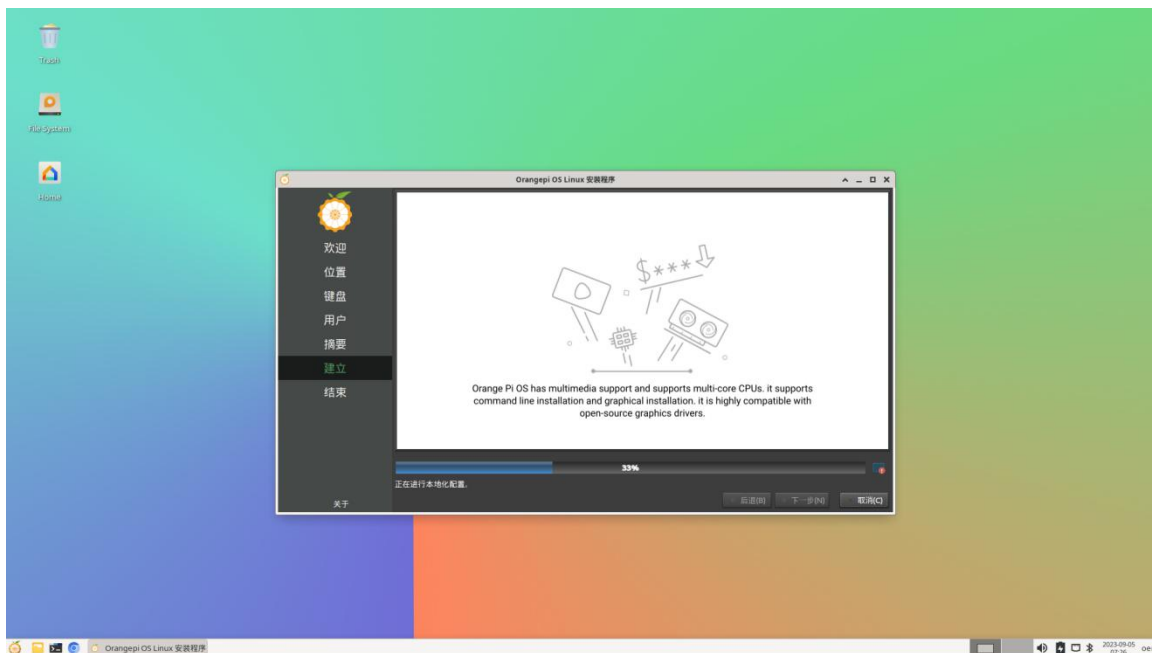 Trash
File System
Home
Orangepi OS Linux 安装程序
欢迎
位置
键盘
用户
摘要
建立
结束
关于
$***
Orange Pi OS has multimedia support and supports multi-core CPUs. it supports
command line installation and graphical installation. it is highly compatible with
open-source graphics drivers.
33%
正在进行本地化配置。
后退(B)
下一步(N)
取消(C)
Orangepi OS Linux 安装程序
2023-09-05
07:26
oe